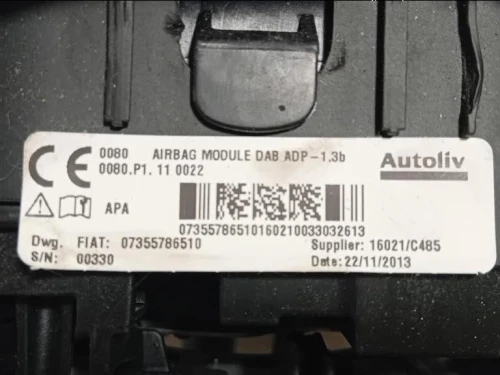 CE 0080 AIRBAG MODULE DAB ADP-1.3b Autoliv
0080.P1. 11 0022
APA
07355786510160210033032613
Dwg. FIAT: 07355786510 Supplier: 16021/C485
S/N: 00330 Date: 22/11/2013